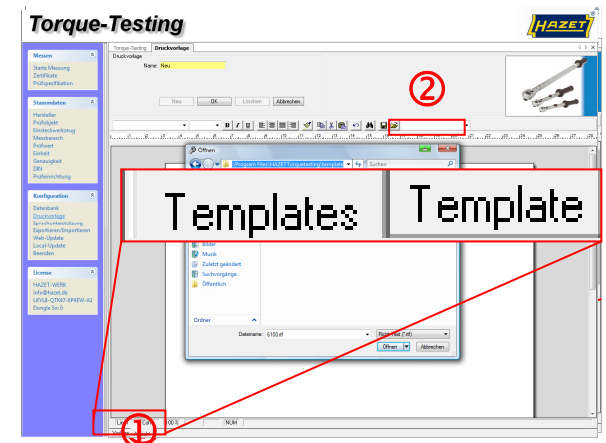 Torque-Testing
HAZET
Torque-Testing Druckvorlage
Druckvorlage
Name: Neu
Neu OK Löschen Abbrechen
②
Messen
Starte Messung
Zertifikate
Prüfspezifikation
Stammdaten
Hersteller
Prüfobjekt
Einsteckwerkzeug
Messbereich
Prüfwert
Einheit
Genauigkeit
DIN
Prüfeinrichtung
Konfiguration
Datenbank
Druckvorlage
Exportieren/Importieren
Web-Update
Local-Update
Beenden
License
HAZET-WERK
info@hazet.de
Dongle Sn: 0
Öffnen
Suchen
Templates
Template
Bilder
Musik
Zuletzt geändert
Suchvorgänge
Öffentlich
Ordner
Dateiname: 6100.rtf
Öffnen Abbrechen
100 % NUM
①